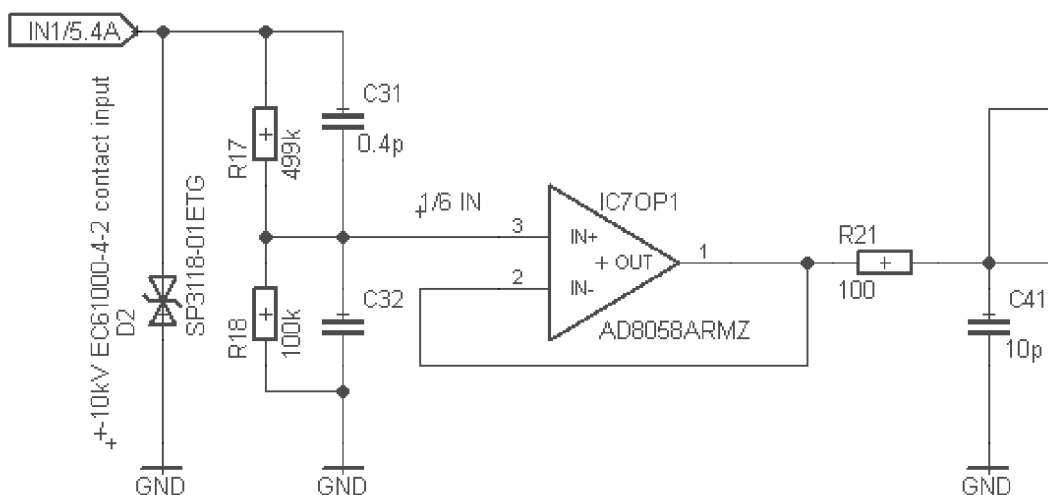 IN1/5.4A
+-10kV EC61000-4-2 contact input
D2
SP3118-01ETG
R17
499k
C31
0.4p
1/6 IN
R18
100k
C32
3
2
IC7OP1
IN+
+ OUT
IN-
1
AD8058ARMZ
R21
100
C41
10p
GND
GND
GND